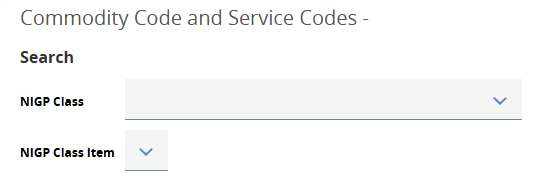 Commodity Code and Service Codes -
Search
NIGP Class
NIGP Class Item